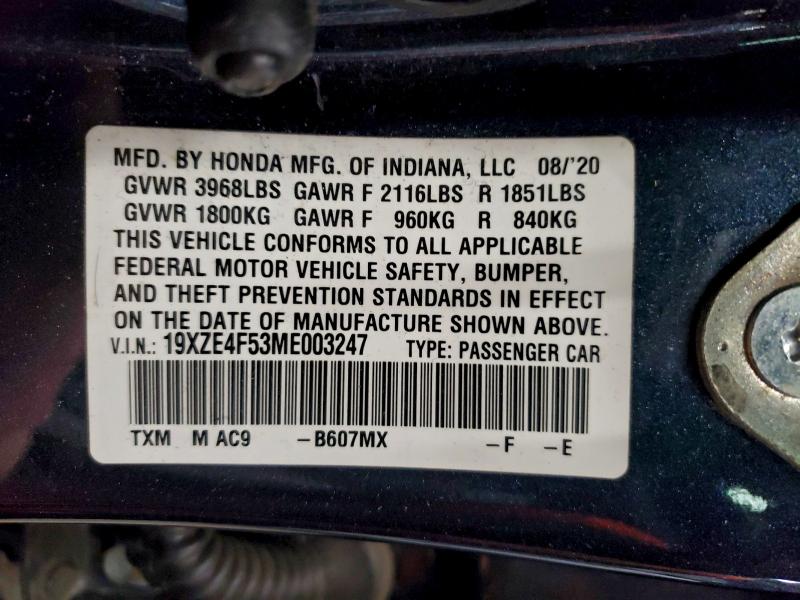 MFD. BY HONDA MFG. OF INDIANA, LLC 08/'20
GVWR 3968LBS GAWR F 2116LBS R 1851LBS
GVWR 1800KG GAWR F 960KG R 840KG
THIS VEHICLE CONFORMS TO ALL APPLICABLE
FEDERAL MOTOR VEHICLE SAFETY, BUMPER,
AND THEFT PREVENTION STANDARDS IN EFFECT
ON THE DATE OF MANUFACTURE SHOWN ABOVE.
V.I.N.: 19XZE4F53ME003247 TYPE: PASSENGER CAR
TXM M AC9 -B607MX -F -E